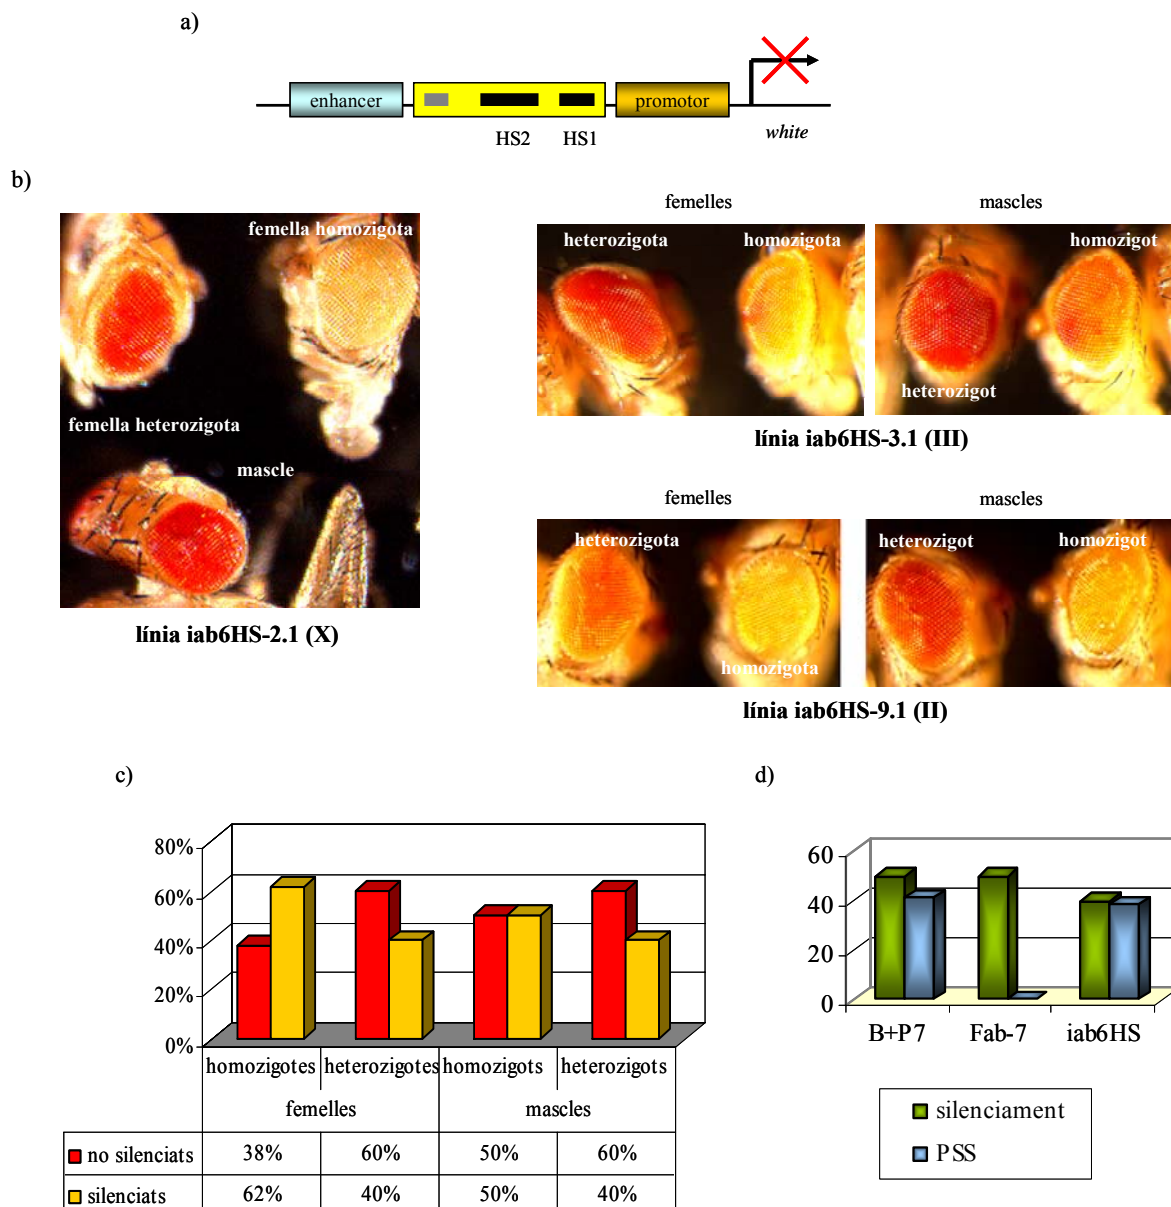 a)
enhancer
promotor
HS2 HS1
white
b)
femella homozigota
femella heterozigota
mascle
línia iab6HS-2.1 (X)
femelles mascles
heterozigota homozigota homozigot
heterozigot
línia iab6HS-3.1 (III)
femelles mascles
heterozigota heterozigot homozigot
homozigota
línia iab6HS-9.1 (II)
c)
80%
60%
40%
20%
0%
homozigotes heterozigotes homozigots heterozigots
femelles mascles
no silenciats 38% 60% 50% 60%
silenciats 62% 40% 50% 40%
d)
60
40
20
0
B+P7 Fab-7 iab6HS
silenciament
PSS